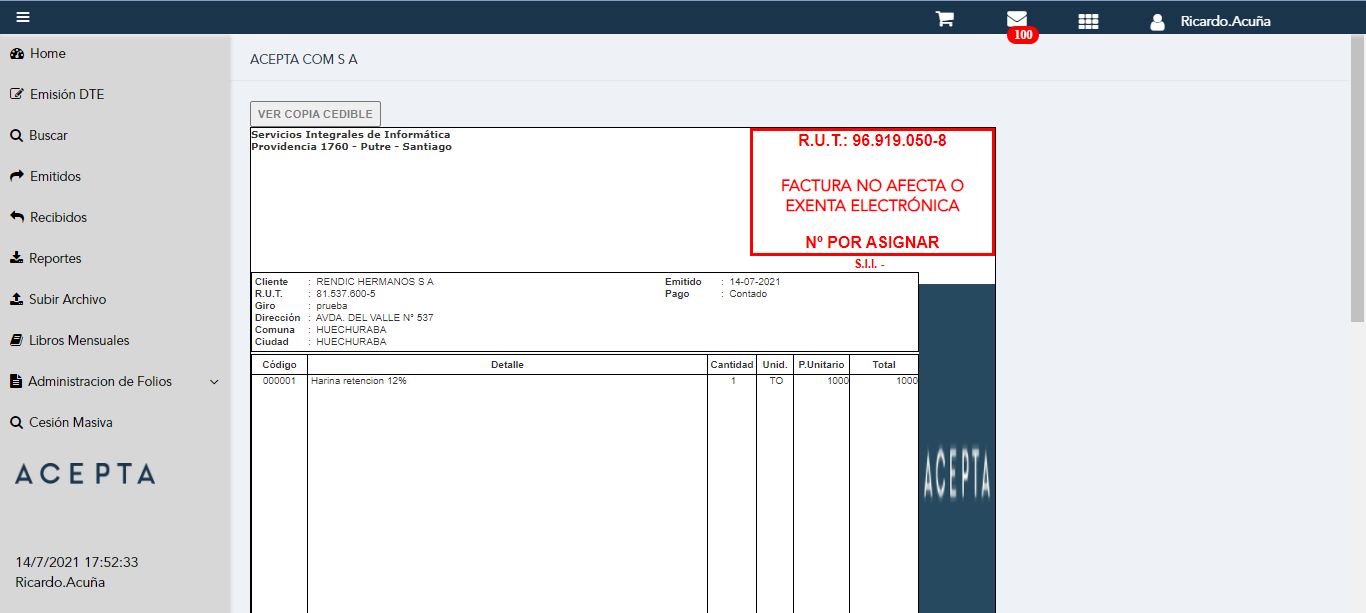 Ricardo.Acuña
100
Home
Emisión DTE
Buscar
Emitidos
Recibidos
Reportes
Subir Archivo
Libros Mensuales
Administracion de Folios
Cesión Masiva
ACEPTA
14/7/2021 17:52:33
Ricardo.Acuña
ACEPTA COM S A
VER COPIA CEDIBLE
Servicios Integrales de Informática
Providencia 1760 - Putre - Santiago
R.U.T.: 96.919.050-8
FACTURA NO AFECTA O
EXENTA ELECTRÓNICA
Nº POR ASIGNAR
S.I.I. -
Cliente : RENDIC HERMANOS S A Emitido : 14-07-2021
R.U.T. : 81.537.600-5 Pago : Contado
Giro : prueba
Dirección : AVDA. DEL VALLE N° 537
Comuna : HUECHURABA
Ciudad : HUECHURABA
Código Detalle Cantidad Unid. P.Unitario Total
000001 Harina retencion 12% 1 TO 1000 1000
ACEPTA